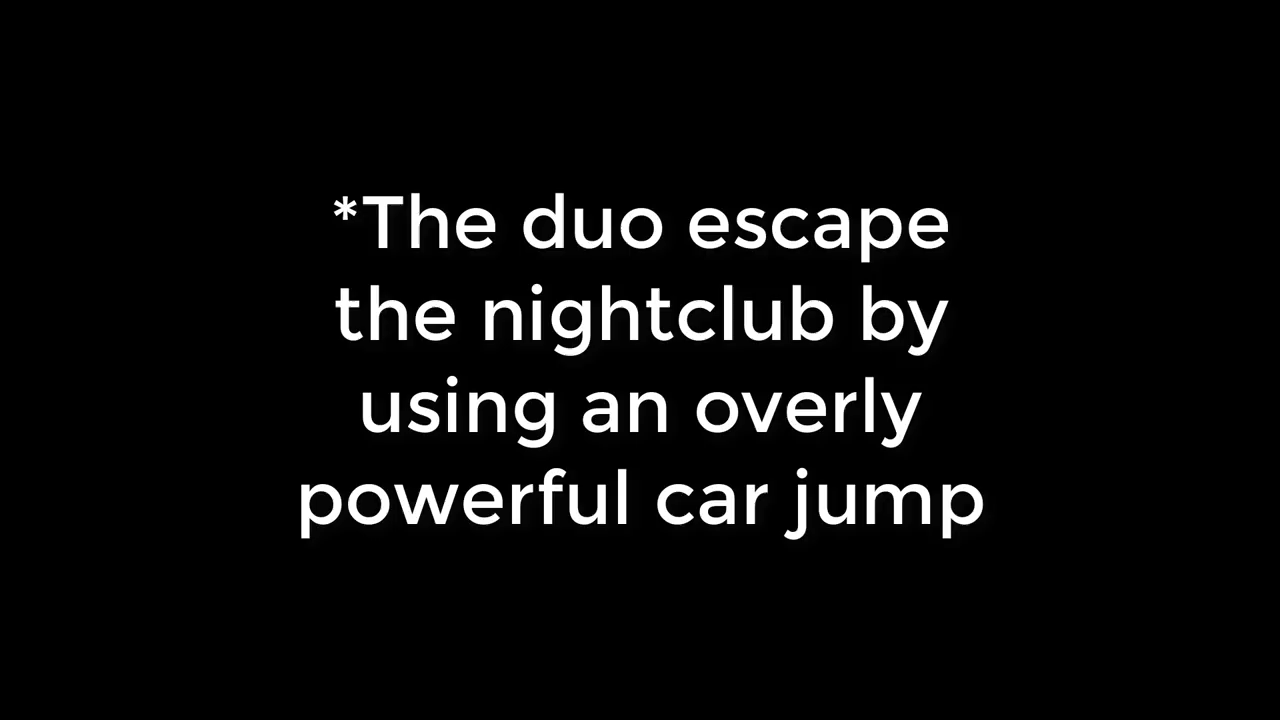 *The duo escape
the nightclub by
using an overly
powerful car jump